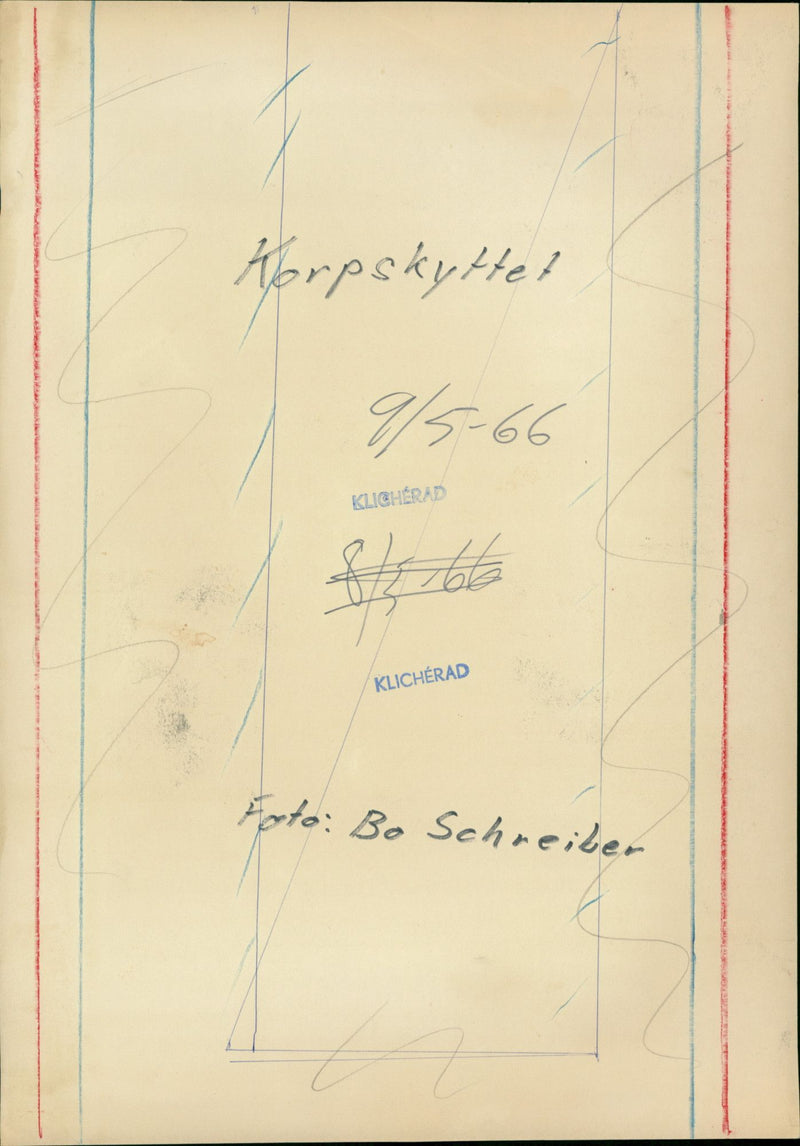 Korpskyttet
9/5-66
KLICHÉRAD
8/5-66
KLICHÉRAD
Foto: Bo Schreiber